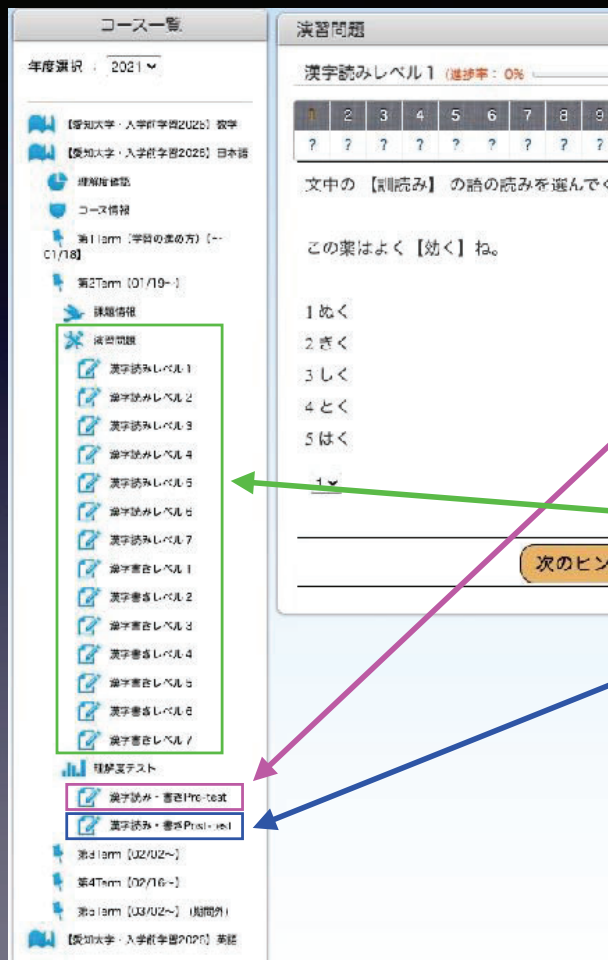 コース一覧
年度選択 : 2021
【愛知大学・入学前学習2025】数学
【愛知大学・入学前学習2025】日本語
理解度確認
コース情報
第1Term（学習の進め方）(~
01/18】
第2Term【01/19~】
課題情報
演習問題
漢字読みレベル1
漢字読みレベル2
漢字読みレベル3
漢字読みレベル4
漢字読みレベル5
漢字読みレベル6
漢字読みレベル7
漢字書きレベル1
漢字書きレベル2
漢字書きレベル3
漢字書きレベル4
漢字書きレベル5
漢字書きレベル6
漢字書きレベル7
理解度テスト
漢字読み・書きPre-test
漢字読み・書きPost-test
第3Term【02/02~】
第4Term【02/16~】
第5Term【03/02~】（期間外）
【愛知大学・入学前学習2025】英語
演習問題
漢字読みレベル1（進捗率: 0%
1 2 3 4 5 6 7 8 9
? ? ? ? ? ? ? ? ?
文中の 【訓読み】 の語の読みを選んでく
この薬はよく【効く】ね。
1 ぬく
2 きく
3 しく
4 とく
5 はく
1
次のヒン